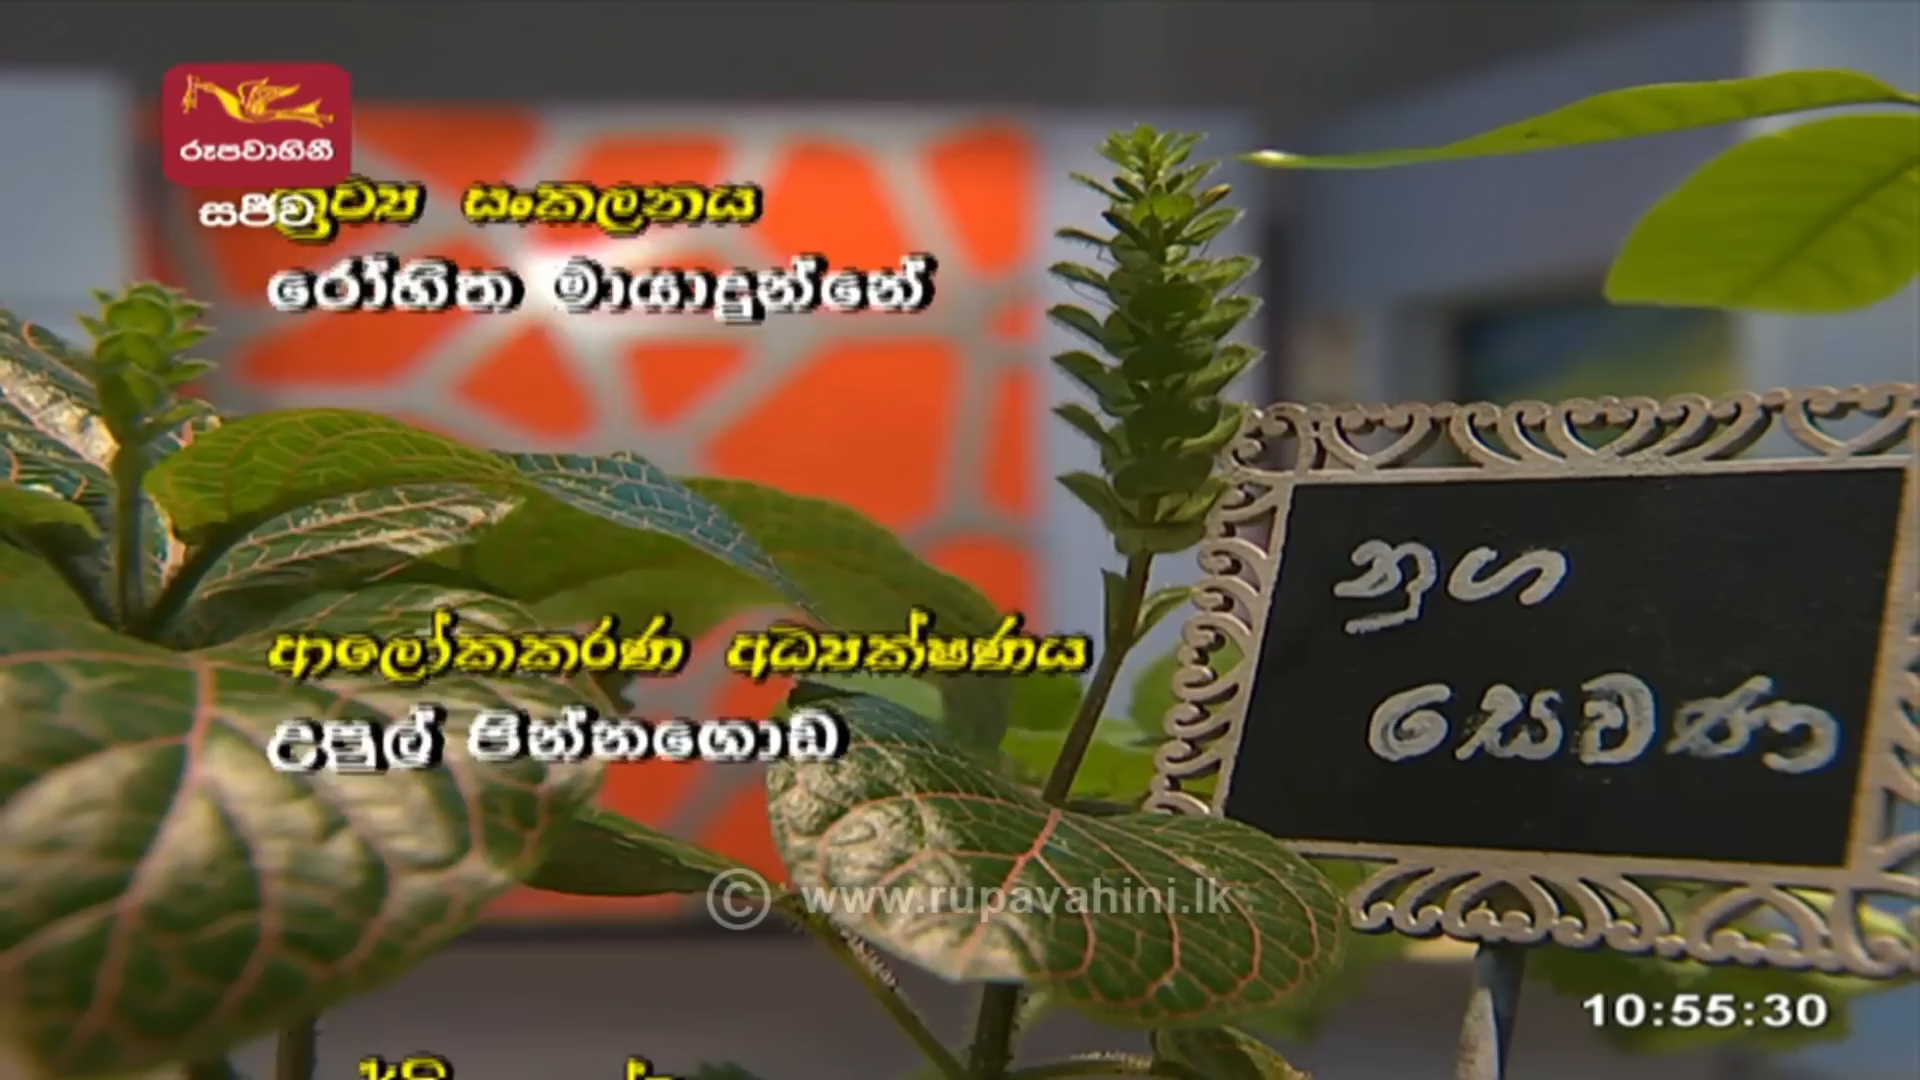 රූපවාහිනී
සජීව
සංකලනය
රෝහිත මායාදුන්නේ
නුග
සෙවණ
ආලෝකකරණ අධ්‍යක්ෂණය
උපුල් පින්නගොඩ
© www.rupavahini.lk
10:55:30